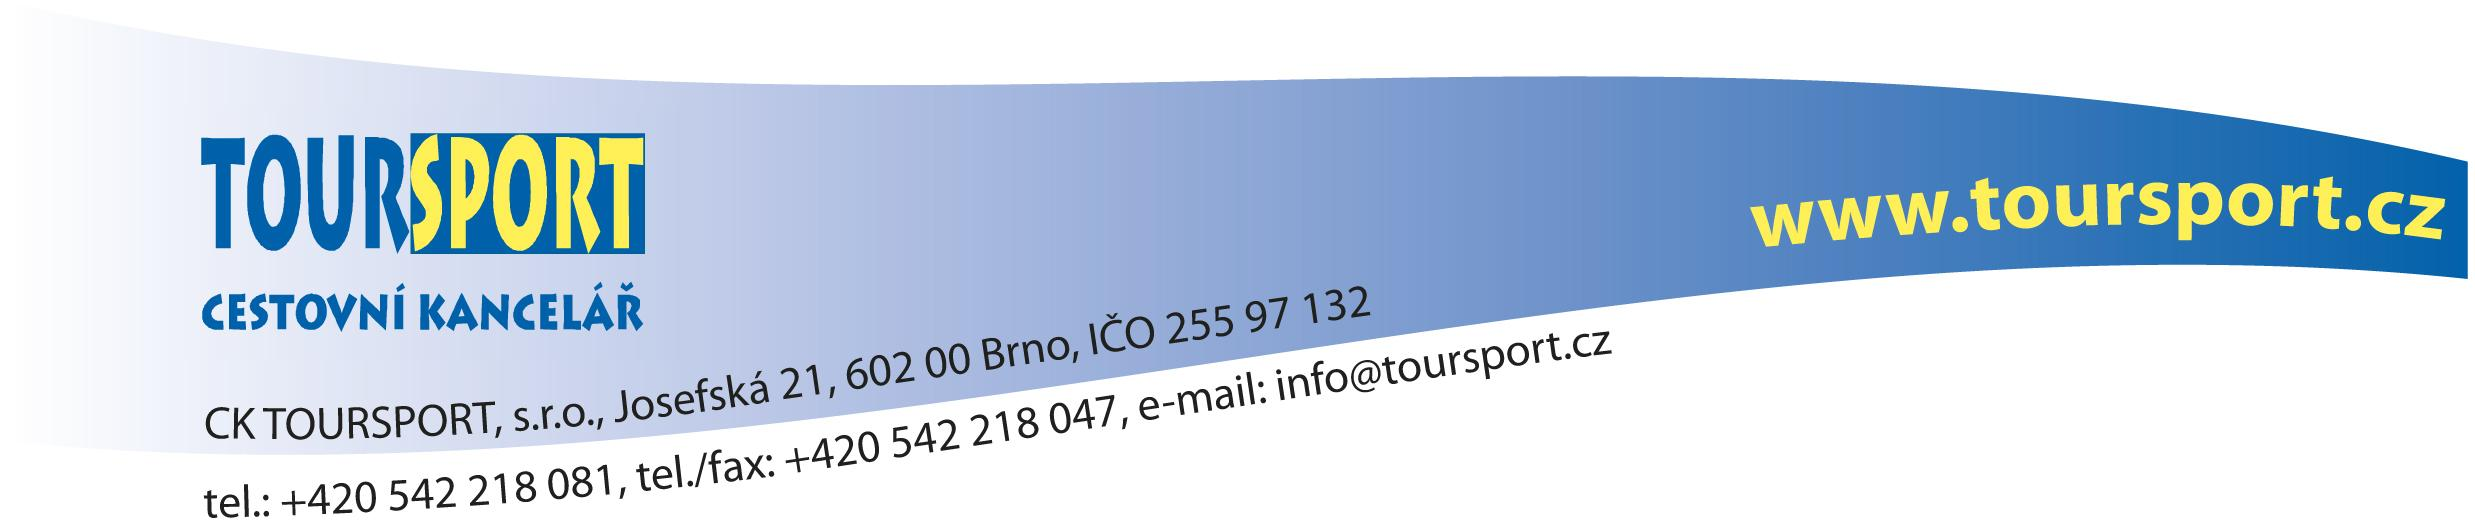 TOURSPORT
CESTOVNÍ KANCELÁŘ
www.toursport.cz
CK TOURSPORT, s.r.o., Josefská 21, 602 00 Brno, IČO 255 97 132
tel.: +420 542 218 081, tel./fax: +420 542 218 047, e-mail: info@toursport.cz